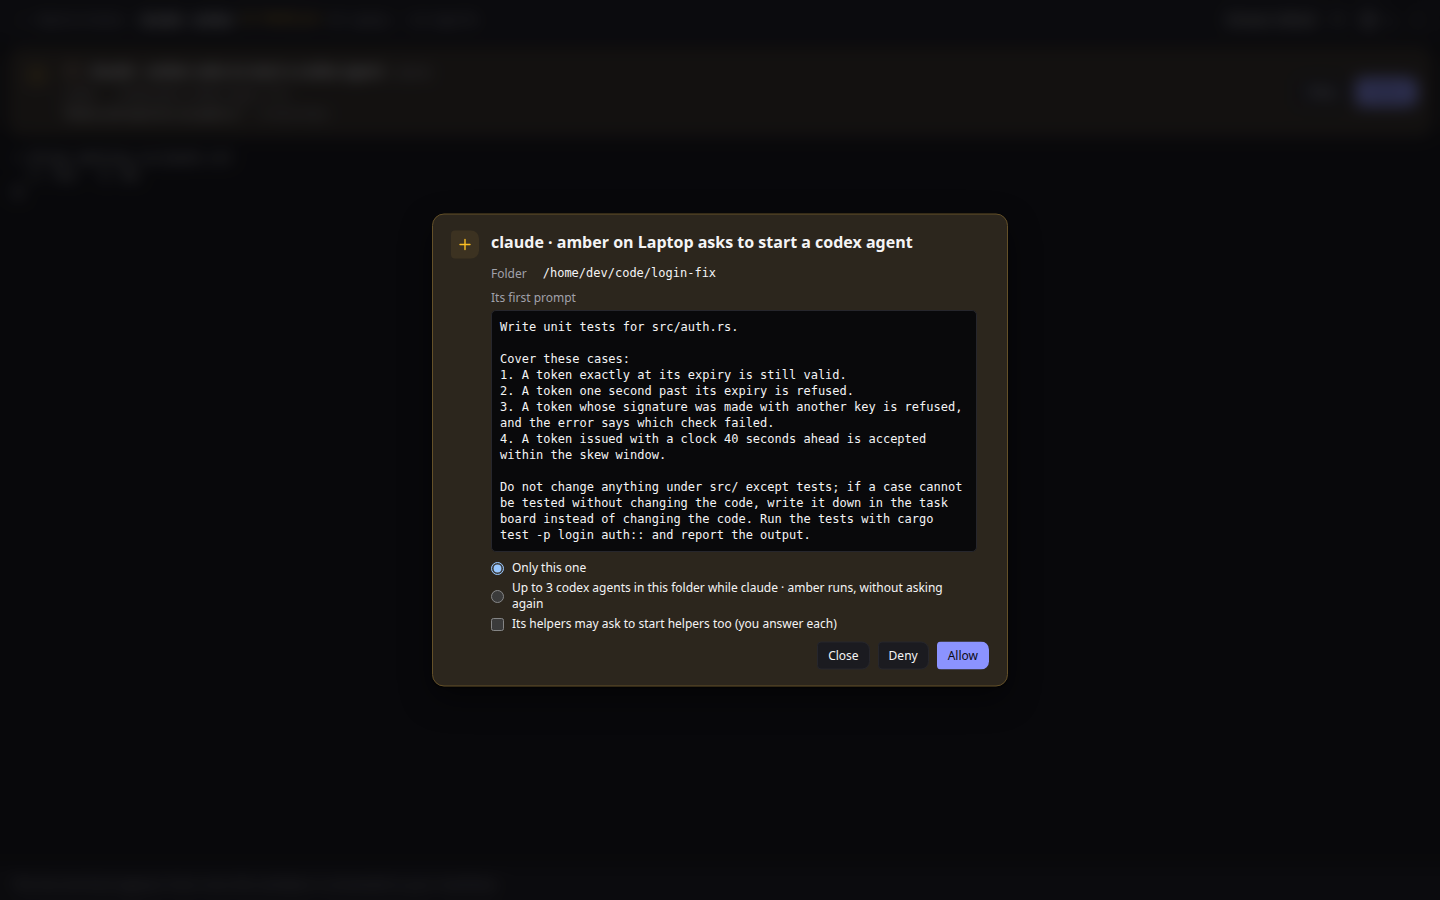 claude · amber on Laptop asks to start a codex agent
Folder /home/dev/code/login-fix
Its first prompt
Write unit tests for src/auth.rs.
Cover these cases:
1. A token exactly at its expiry is still valid.
2. A token one second past its expiry is refused.
3. A token whose signature was made with another key is refused,
and the error says which check failed.
4. A token issued with a clock 40 seconds ahead is accepted
within the skew window.
Do not change anything under src/ except tests; if a case cannot
be tested without changing the code, write it down in the task
board instead of changing the code. Run the tests with cargo
test -p login auth:: and report the output.
Only this one
Up to 3 codex agents in this folder while claude · amber runs, without asking
again
Its helpers may ask to start helpers too (you answer each)
Close Deny Allow